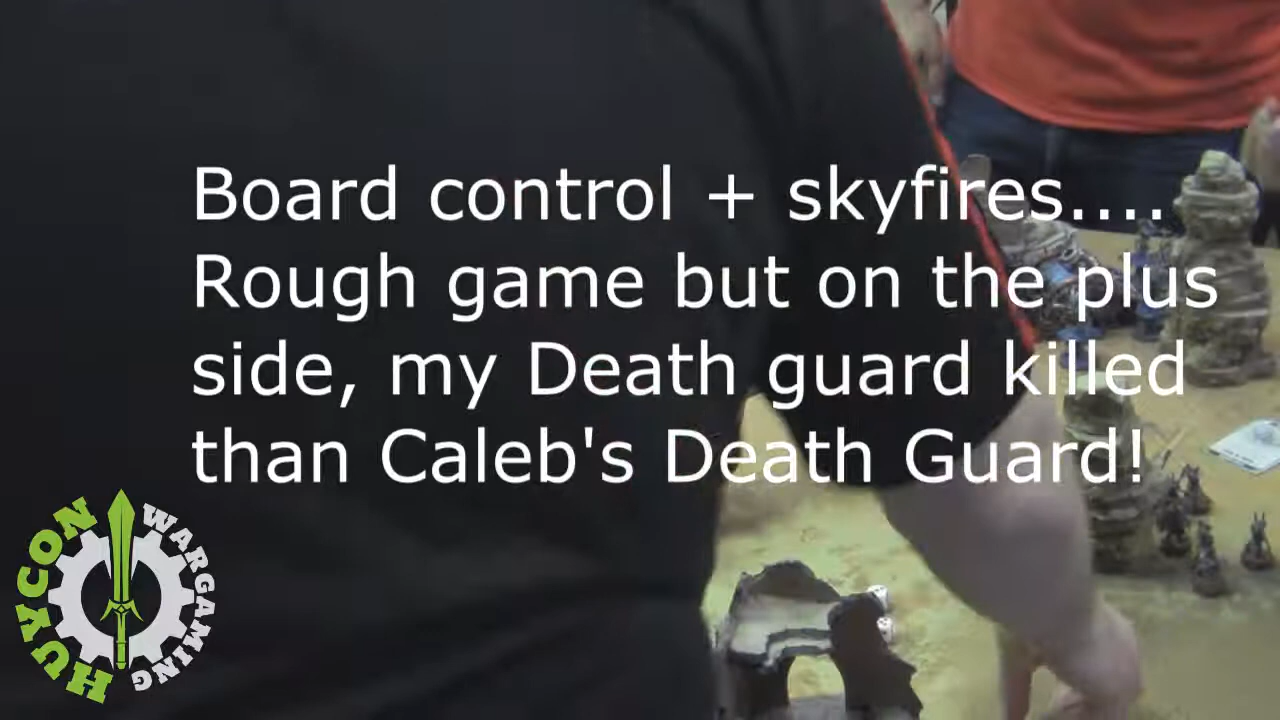 Board control + skyfires....
Rough game but on the plus
side, my Death guard killed
than Caleb's Death Guard!
HUYCON WARGAMING